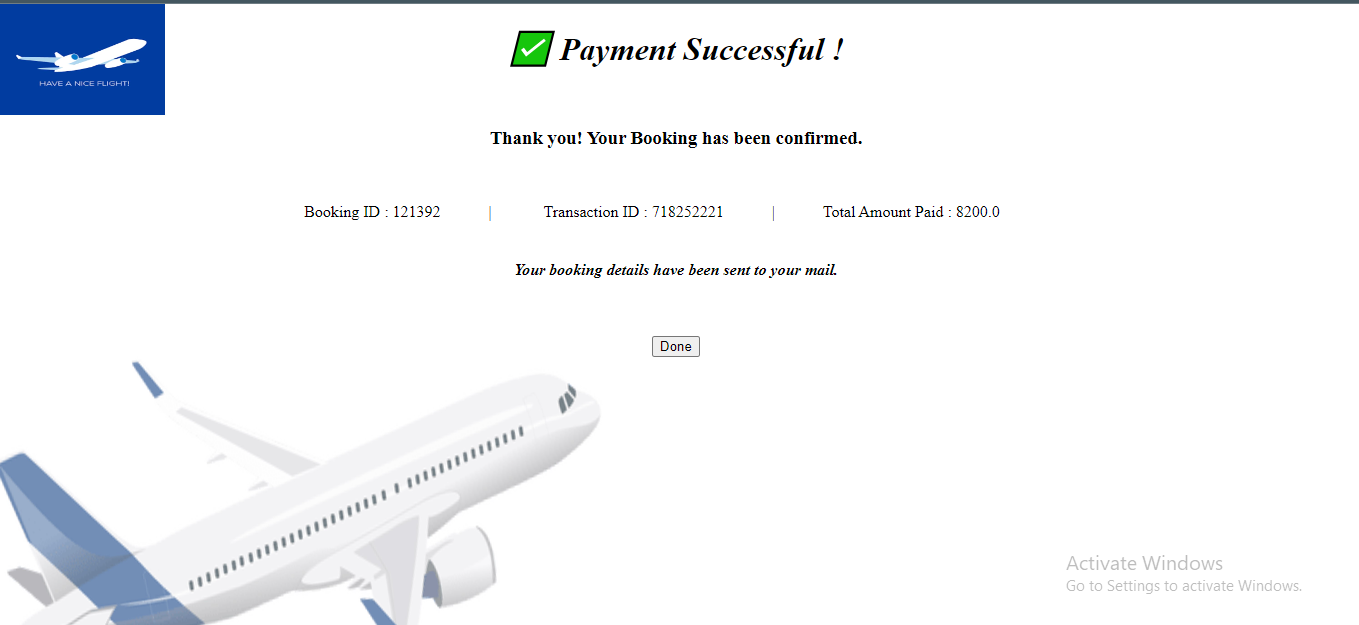 HAVE A NICE FLIGHT!
Payment Successful !
Thank you! Your Booking has been confirmed.
Booking ID : 121392 | Transaction ID : 718252221 | Total Amount Paid : 8200.0
Your booking details have been sent to your mail.
Done
Activate Windows
Go to Settings to activate Windows.